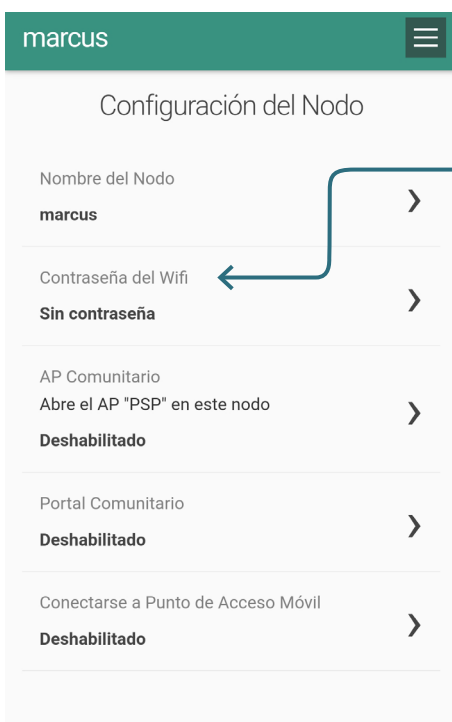 marcus
Configuración del Nodo
Nombre del Nodo
marcus
Contraseña del Wifi
Sin contraseña
AP Comunitario
Abre el AP "PSP" en este nodo
Deshabilitado
Portal Comunitario
Deshabilitado
Conectarse a Punto de Acceso Móvil
Deshabilitado